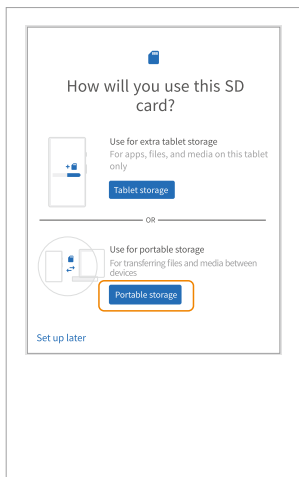 How will you use this SD
card?
Use for extra tablet storage
For apps, files, and media on this tablet
only
Tablet storage
OR
Use for portable storage
For transferring files and media between
devices
Portable storage
Set up later